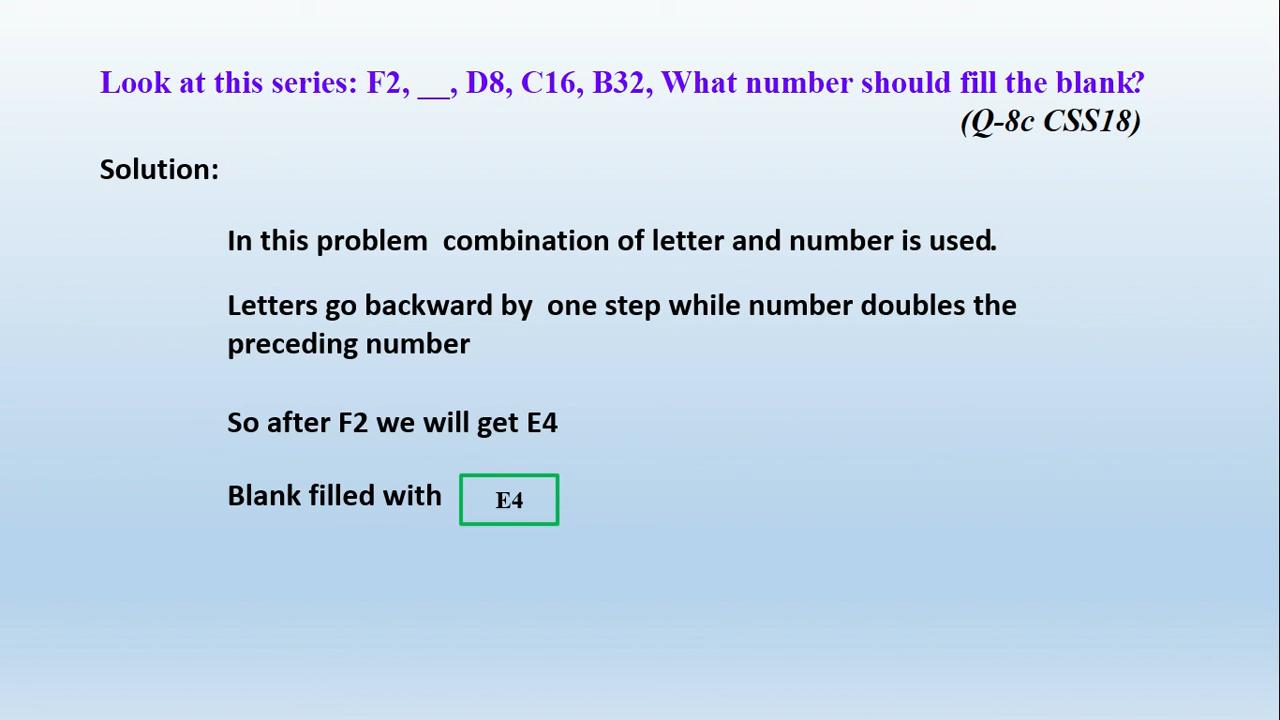 Look at this series: F2, __, D8, C16, B32, What number should fill the blank?
(Q-8c CSS18)
Solution:
In this problem  combination of letter and number is used.
Letters go backward by  one step while number doubles the
preceding number
So after F2 we will get E4
Blank filled with E4